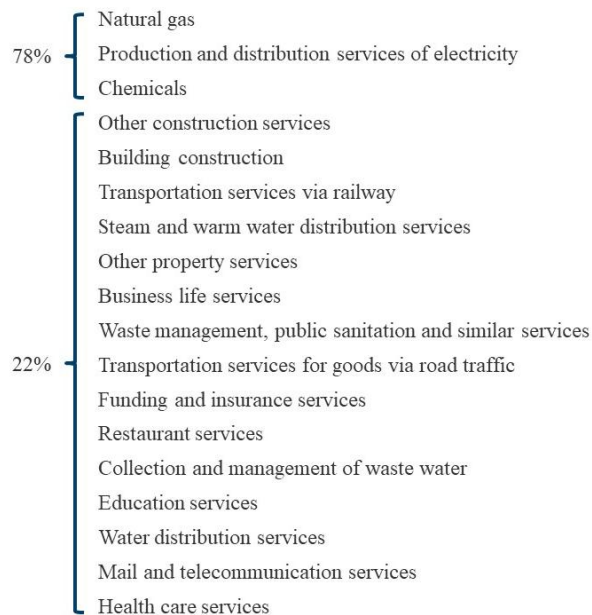 Natural gas
78% Production and distribution services of electricity
Chemicals
Other construction services
Building construction
Transportation services via railway
Steam and warm water distribution services
Other property services
Business life services
Waste management, public sanitation and similar services
22% Transportation services for goods via road traffic
Funding and insurance services
Restaurant services
Collection and management of waste water
Education services
Water distribution services
Mail and telecommunication services
Health care services